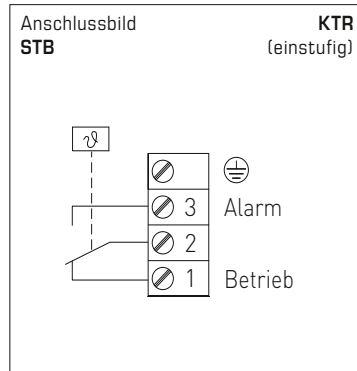 Anschlussbild KTR
STB (einstufig)
ϑ
3 Alarm
2
1 Betrieb